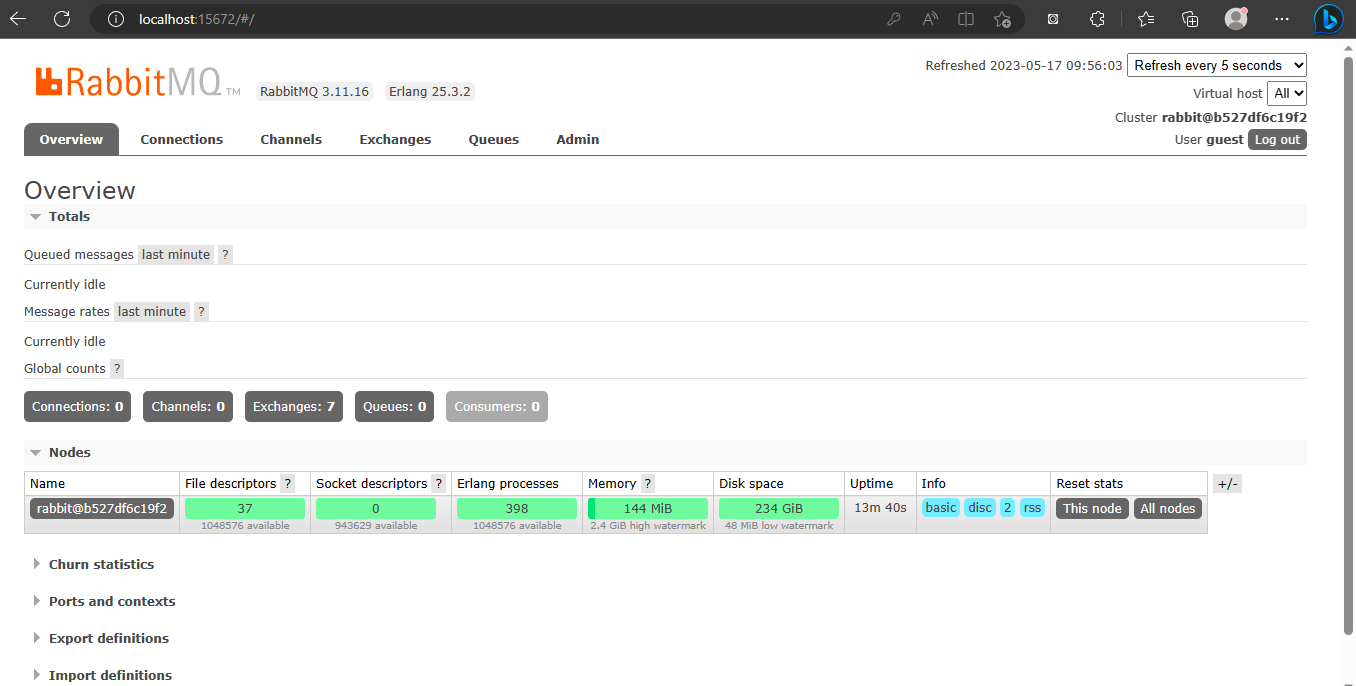 localhost:15672/#/
RabbitMQ TM RabbitMQ 3.11.16 Erlang 25.3.2
Refreshed 2023-05-17 09:56:03 Refresh every 5 seconds
Virtual host All
Cluster rabbit@b527df6c19f2
User guest Log out
Overview Connections Channels Exchanges Queues Admin
Overview
Totals
Queued messages last minute ?
Currently idle
Message rates last minute ?
Currently idle
Global counts ?
Connections: 0 Channels: 0 Exchanges: 7 Queues: 0 Consumers: 0
Nodes
Name File descriptors ? Socket descriptors ? Erlang processes Memory ? Disk space Uptime Info Reset stats +/-
rabbit@b527df6c19f2 37 0 398 144 MiB 234 GiB 13m 40s basic disc 2 rss This node All nodes
1048576 available 943629 available 1048576 available 2.4 GiB high watermark 48 MiB low watermark
Churn statistics
Ports and contexts
Export definitions
Import definitions